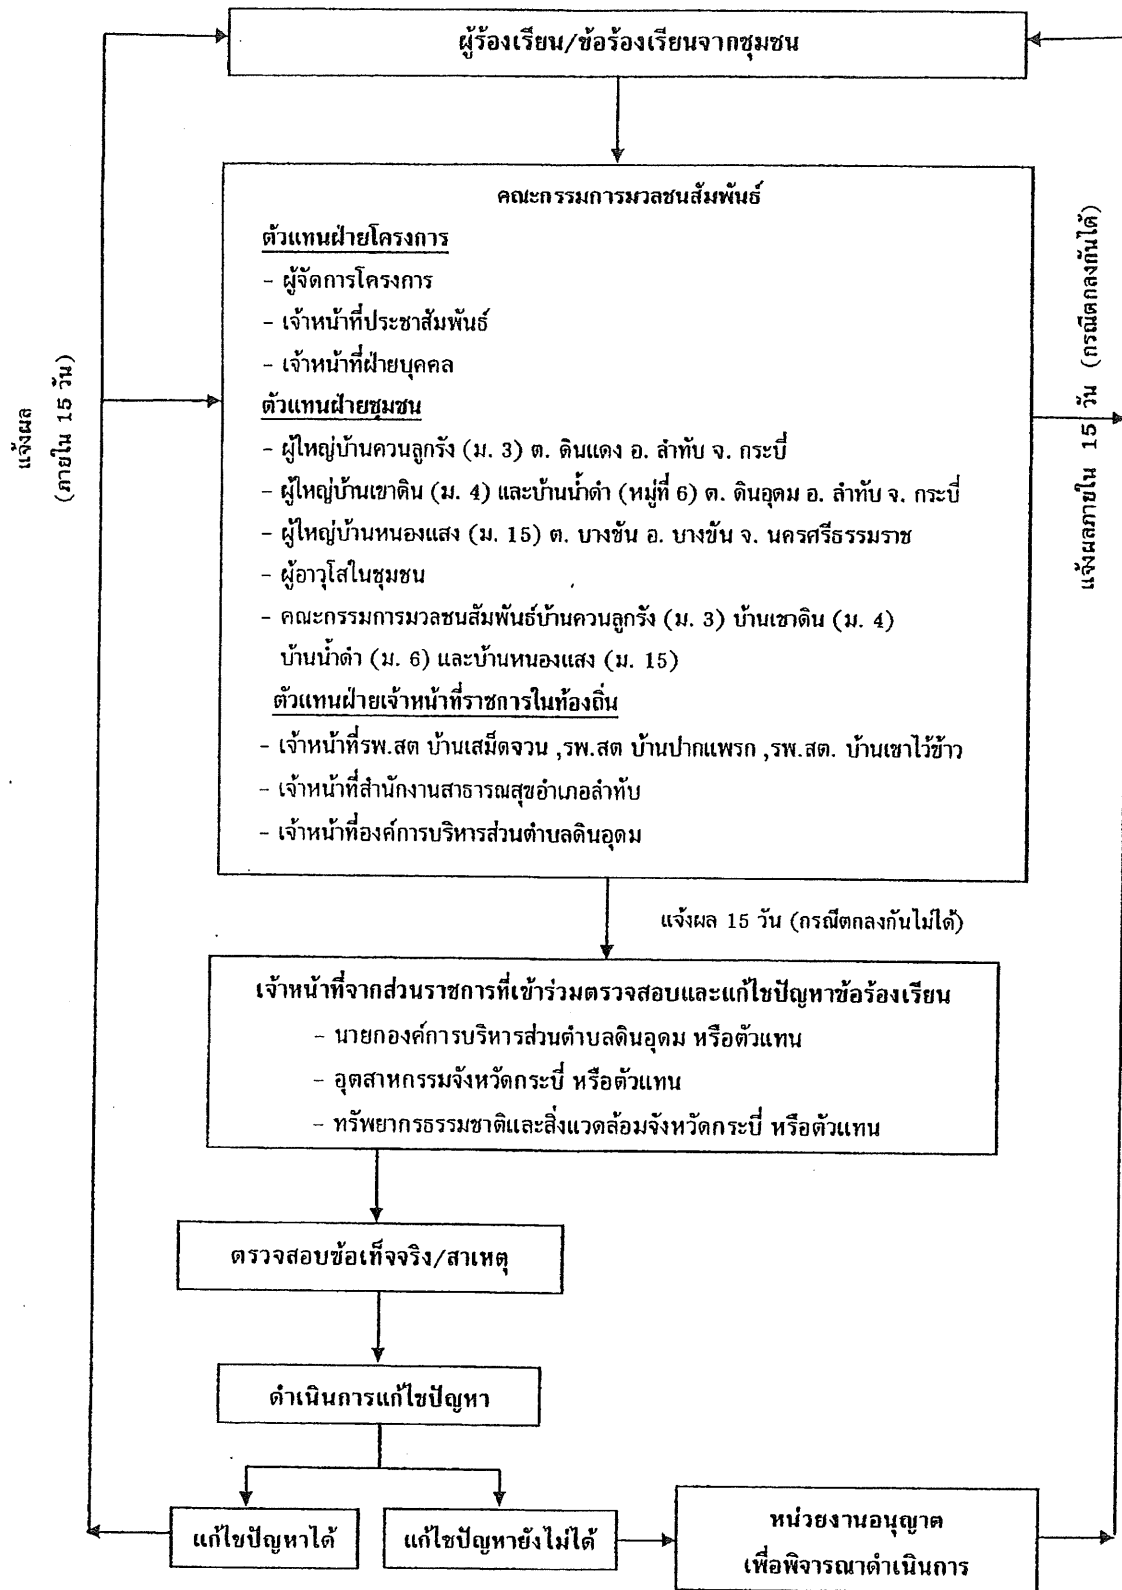 ผู้ร้องเรียน/ข้อร้องเรียนจากชุมชน
คณะกรรมการมวลชนสัมพันธ์
ตัวแทนฝ่ายโครงการ
- ผู้จัดการโครงการ
- เจ้าหน้าที่ประชาสัมพันธ์
- เจ้าหน้าที่ฝ่ายบุคคล
ตัวแทนฝ่ายชุมชน
- ผู้ใหญ่บ้านควนลูกรัง (ม. 3) ต. ดินแดง อ. ลำทับ จ. กระบี่
- ผู้ใหญ่บ้านเขาดิน (ม. 4) และบ้านน้ำดำ (หมู่ที่ 6) ต. ดินอุดม อ. ลำทับ จ. กระบี่
- ผู้ใหญ่บ้านหนองแสง (ม. 15) ต. บางขัน อ. บางขัน จ. นครศรีธรรมราช
- ผู้อาวุโสในชุมชน
- คณะกรรมการมวลชนสัมพันธ์บ้านควนลูกรัง (ม. 3) บ้านเขาดิน (ม. 4)
บ้านน้ำดำ (ม. 6) และบ้านหนองแสง (ม. 15)
ตัวแทนฝ่ายเจ้าหน้าที่ราชการในท้องถิ่น
- เจ้าหน้าที่รพ.สต บ้านเสม็ดจวน ,รพ.สต บ้านปากแพรก ,รพ.สต. บ้านเขาไว้ข้าว
- เจ้าหน้าที่สำนักงานสาธารณสุขอำเภอลำทับ
- เจ้าหน้าที่องค์การบริหารส่วนตำบลดินอุดม
แจ้งผล
(ภายใน 15 วัน)
แจ้งผลภายใน 15 วัน (กรณีตกลงกันได้)
แจ้งผล 15 วัน (กรณีตกลงกันไม่ได้)
เจ้าหน้าที่จากส่วนราชการที่เข้าร่วมตรวจสอบและแก้ไขปัญหาข้อร้องเรียน
- นายกองค์การบริหารส่วนตำบลดินอุดม หรือตัวแทน
- อุตสาหกรรมจังหวัดกระบี่ หรือตัวแทน
- ทรัพยากรธรรมชาติและสิ่งแวดล้อมจังหวัดกระบี่ หรือตัวแทน
ตรวจสอบข้อเท็จจริง/สาเหตุ
ดำเนินการแก้ไขปัญหา
แก้ไขปัญหาได้
แก้ไขปัญหายังไม่ได้
หน่วยงานอนุญาต
เพื่อพิจารณาดำเนินการ